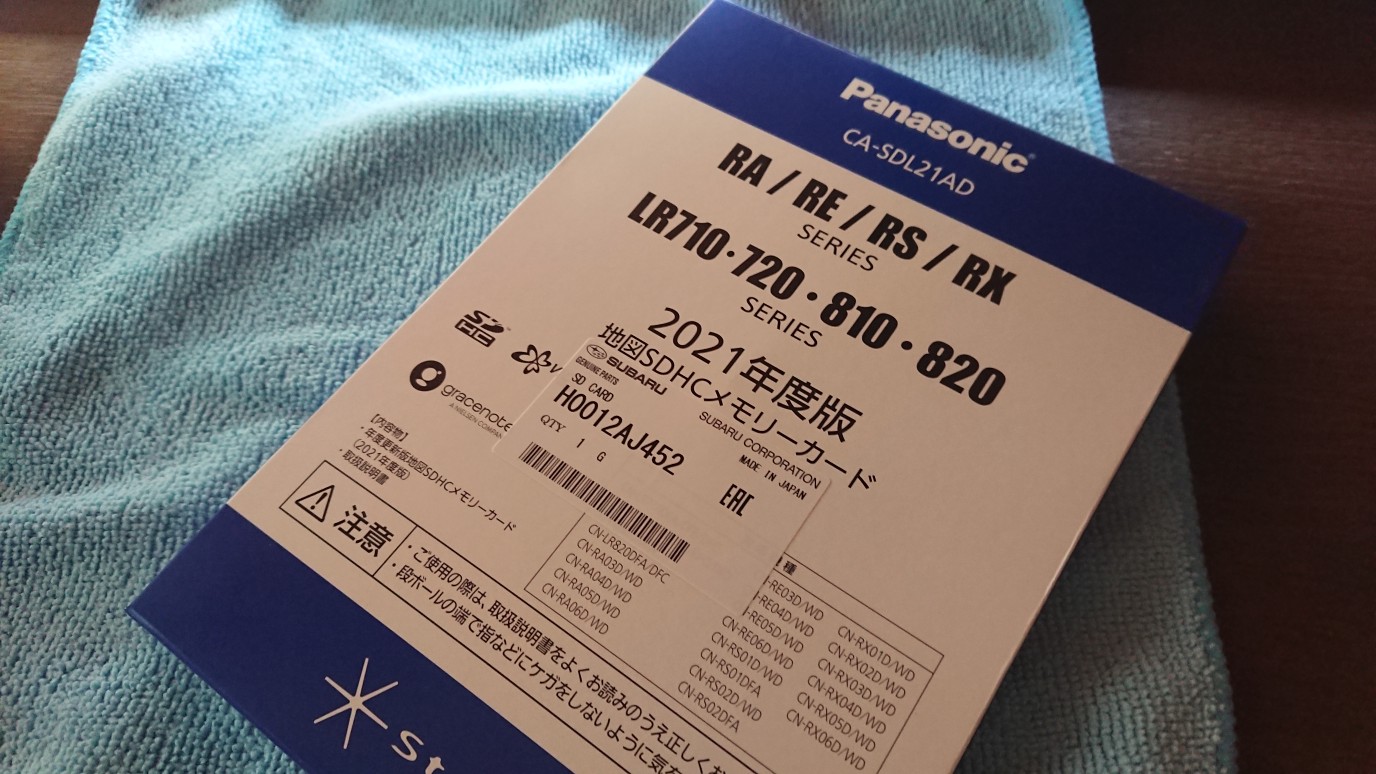 Panasonic
CA-SDL21AD
RA / RE / RS / RX
SERIES
LR710・720・810・820
SERIES
2021年度版
地図SDHCメモリーカード
SUBARU
GENUINE PARTS
SUBARU CORPORATION
SD CARD
H0012AJ452
MADE IN JAPAN
QTY
1 G
EAC
SDHC
gracenote
A NIELSEN COMPANY
【内容物】
・年度更新版地図SDHCメモリーカード
(2021年度版)
・取扱説明書
種
CN-LR820DFA/DFC
CN-RA03D/WD
CN-RA04D/WD
CN-RA05D/WD
CN-RA06D/WD
-RE03D/WD
-RE04D/WD
-RE05D/WD
CN-RE06D/WD
CN-RS01D/WD
CN-RS01DFA
CN-RS02D/WD
CN-RS02DFA
CN-RX01D/WD
CN-RX02D/WD
CN-RX03D/WD
CN-RX04D/WD
CN-RX05D/WD
CN-RX06D/WD
注意
・ご使用の際は、取扱説明書をよくお読みのうえ正しくお
・段ボールの端で指などにケガをしないように気
st